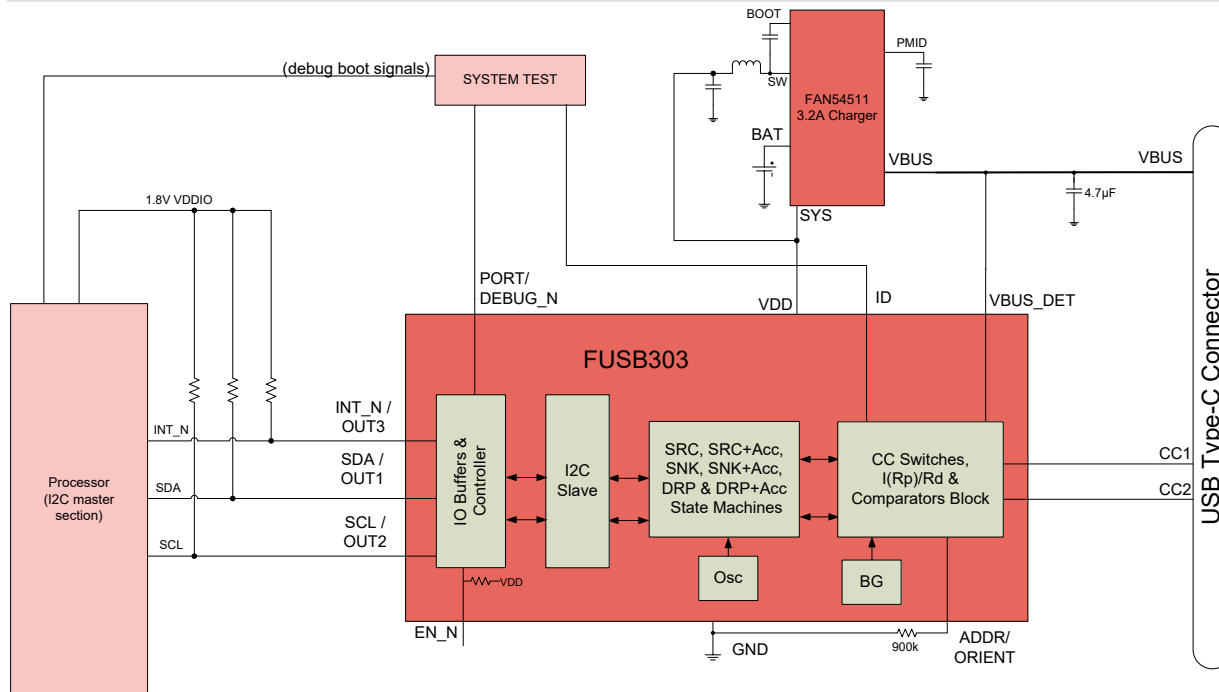 BOOT
PMID
(debug boot signals)
SYSTEM TEST
SW
FAN54511
3.2A Charger
BAT
+
-
VBUS
VBUS
4.7µF
1.8V VDDIO
SYS
PORT/
DEBUG_N
VDD
ID
VBUS_DET
USB Type-C Connector
FUSB303
INT_N /
OUT3
INT_N
SDA /
OUT1
SDA
SCL /
OUT2
SCL
Processor
(I2C master
section)
IO Buffers &
Controller
I2C
Slave
SRC, SRC+Acc,
SNK, SNK+Acc,
DRP & DRP+Acc
State Machines
CC Switches,
I(Rp)/Rd &
Comparators Block
CC1
CC2
Osc
BG
VDD
EN_N
GND
900k
ADDR/
ORIENT